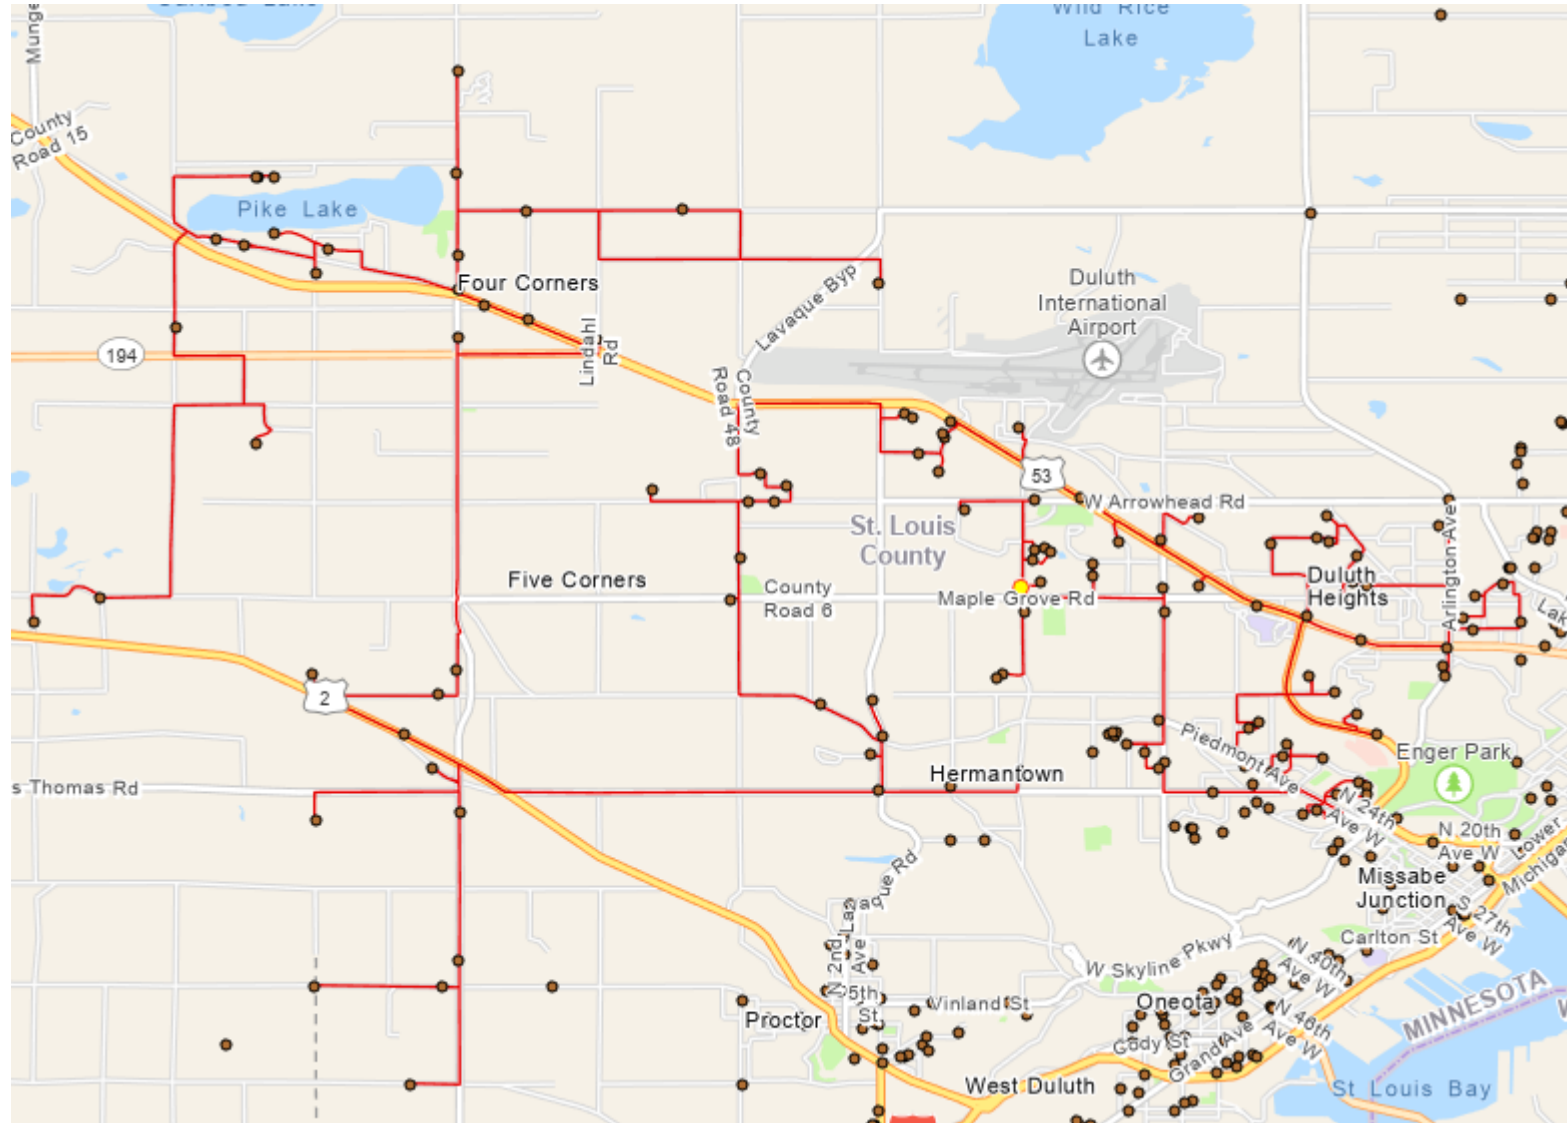 Wild Rice
Lake
Munge
County
Road 15
Pike Lake
Four Corners
Duluth
International
Airport
Lavaque Byp
194
Lindahl
Rd
County
Road 48
53
W Arrowhead Rd
St. Louis
County
Arlington Ave
Five Corners
County
Road 6
Maple Grove Rd
Duluth
Heights
Lak
2
Piedmont Ave
Enger Park
s Thomas Rd
Hermantown
N 24th
Ave W
N 20th
Ave W
Lower
Michigan
Missabe
Junction
S 27th
Ave W
Carlton St
N 40th
Ave W
W Skyline Pkwy
N 2nd
Ave
5th
St
Vinland St
Oneota
N 46th
Ave W
Proctor
Cody St
Grand Ave
MINNESOTA
West Duluth
St Louis Bay